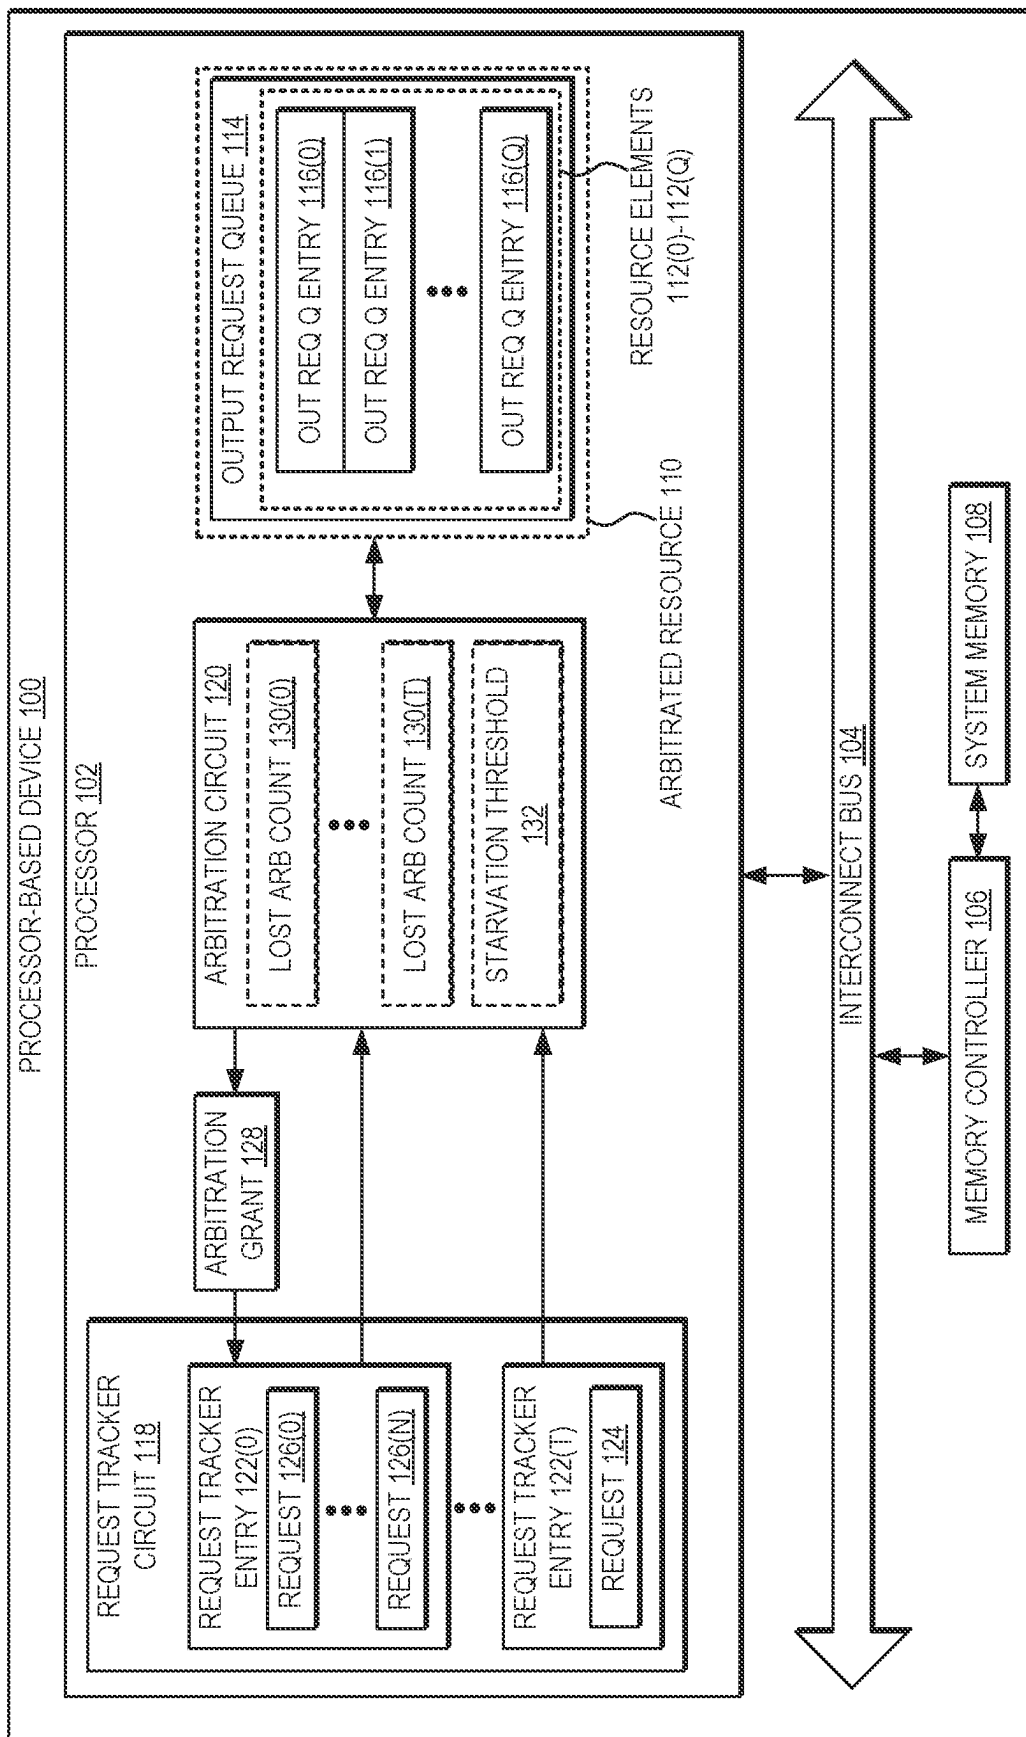 PROCESSOR-BASED DEVICE 100
PROCESSOR 102
REQUEST TRACKER
CIRCUIT 118
REQUEST TRACKER
ENTRY 122(0)
REQUEST 126(0)
REQUEST 126(N)
REQUEST TRACKER
ENTRY 122(T)
REQUEST 124
ARBITRATION
GRANT 128
ARBITRATION CIRCUIT 120
LOST ARB COUNT 130(0)
LOST ARB COUNT 130(T)
STARVATION THRESHOLD
132
OUTPUT REQUEST QUEUE 114
OUT REQ Q ENTRY 116(0)
OUT REQ Q ENTRY 116(1)
OUT REQ Q ENTRY 116(Q)
ARBITRATED RESOURCE 110
RESOURCE ELEMENTS
112(0)-112(Q)
INTERCONNECT BUS 104
MEMORY CONTROLLER 106
SYSTEM MEMORY 108